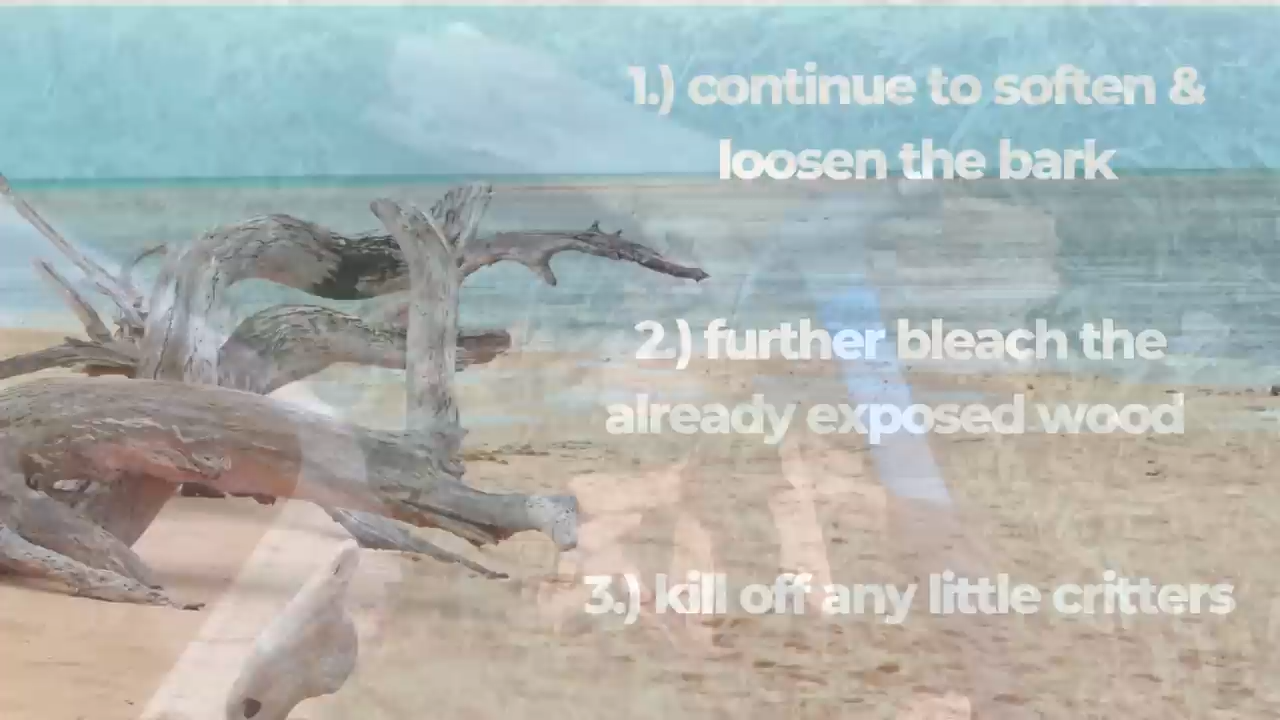 1.) continue to soften &
loosen the bark
2.) further bleach the
already exposed wood
3.) kill off any little critters